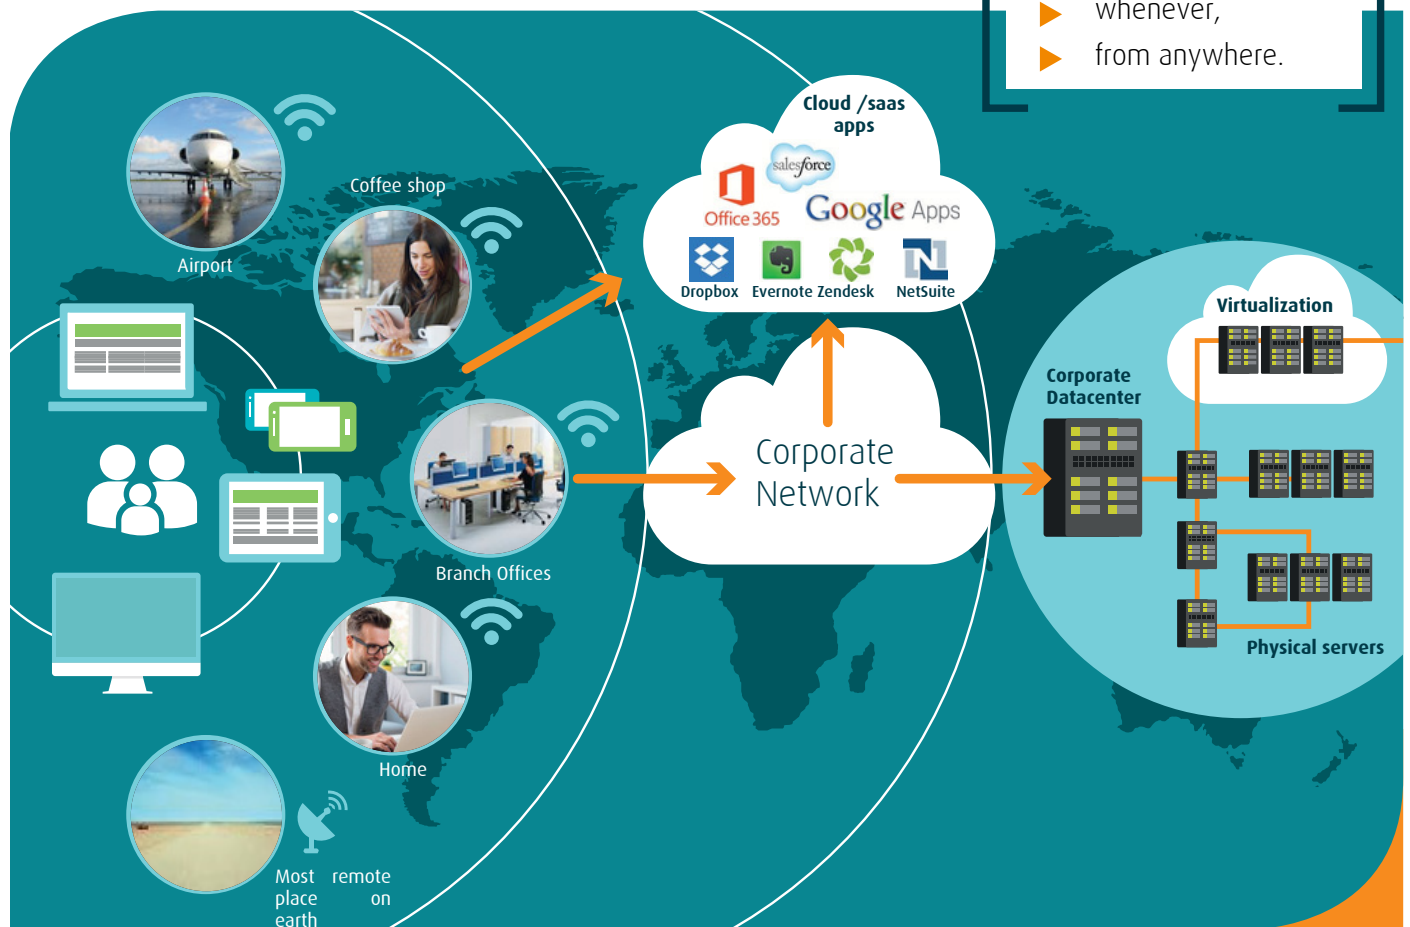 whenever,
from anywhere.
Cloud /saas
apps
salesforce
Office 365
Google Apps
Dropbox
Evernote
Zendesk
NetSuite
Coffee shop
Airport
Virtualization
Corporate
Datacenter
Corporate
Network
Branch Offices
Physical servers
Home
Most remote
place on
earth